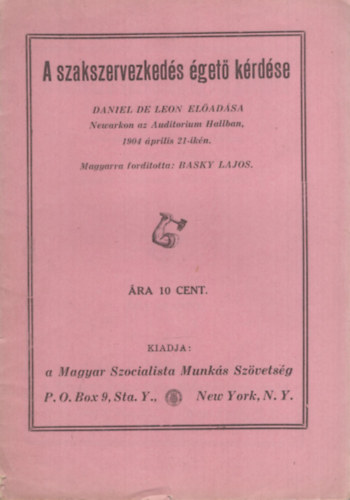 A szakszervezkedés égető kérdése
DANIEL DE LEON ELŐADÁSA
Newarkon az Auditorium Hallban,
1904 április 21-ikén.
Magyarra fordította: BASKY LAJOS.
ÁRA 10 CENT.
KIADJA:
a Magyar Szocialista Munkás Szövetség
P. O. Box 9, Sta. Y., New York, N. Y.